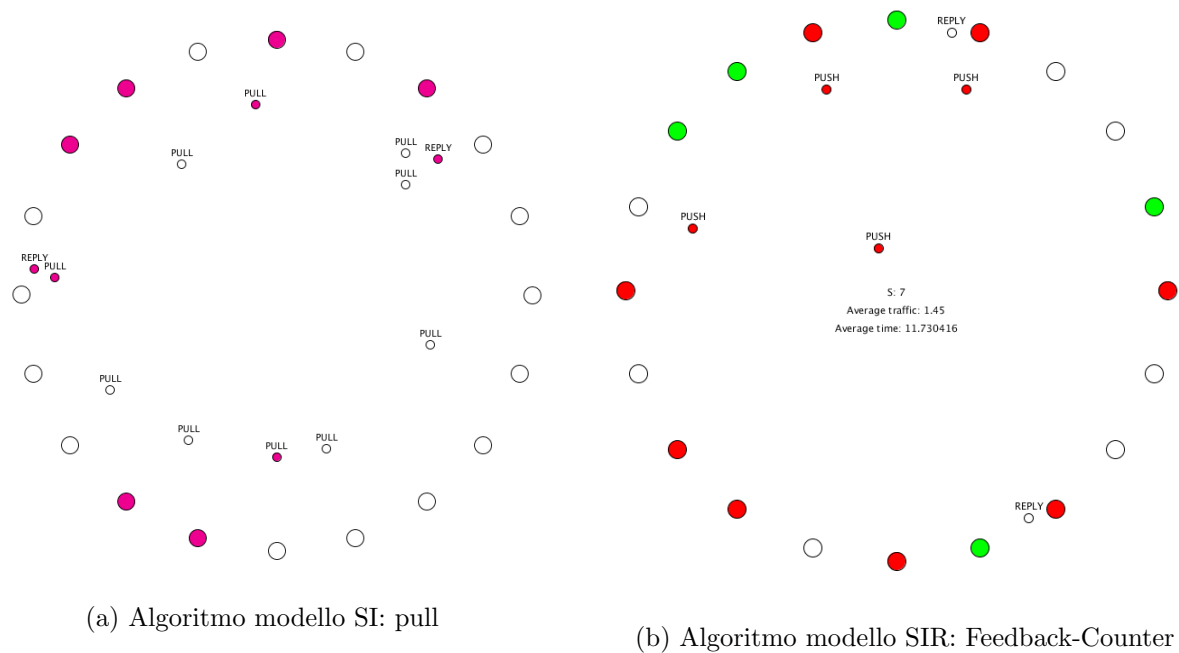 PULL
PULL
PULL
REPLY
PULL
REPLY
PULL
PULL
PULL
PULL
PULL
PULL
(a) Algoritmo modello SI: pull
REPLY
PUSH
PUSH
PUSH
PUSH
S: 7
Average traffic: 1.45
Average time: 11.730416
REPLY
(b) Algoritmo modello SIR: Feedback-Counter